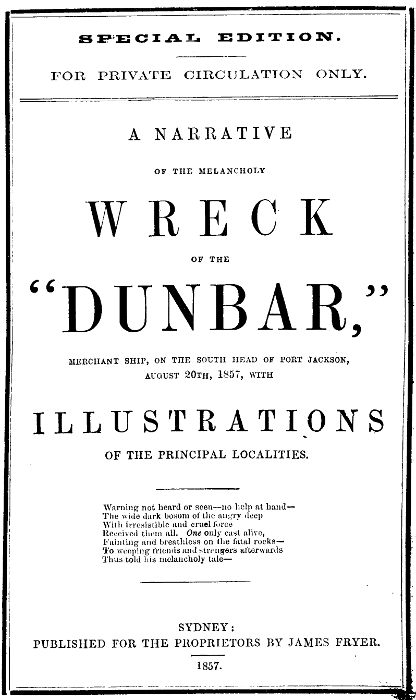 SPECIAL EDITION.
FOR PRIVATE CIRCULATION ONLY.
A NARRATIVE
OF THE MELANCHOLY
WRECK
OF THE
"DUNBAR,"
MERCHANT SHIP, ON THE SOUTH HEAD OF PORT JACKSON,
AUGUST 20TH, 1857, WITH
ILLUSTRATIONS
OF THE PRINCIPAL LOCALITIES.
Warning not heard or seen—no help at hand—
The wide dark bosom of the angry deep
With irresistible and cruel force
Received them all. One only cast alive,
Fainting and breathless on the fatal rocks—
To weeping friends and strangers afterwards
Thus told his melancholy tale—
SYDNEY:
PUBLISHED FOR THE PROPRIETORS BY JAMES FRYER.
1857.